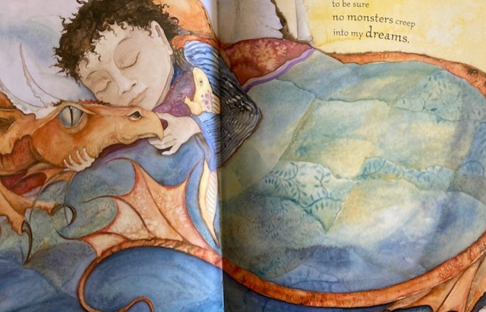 to be sure
no monsters creep
into my dreams.